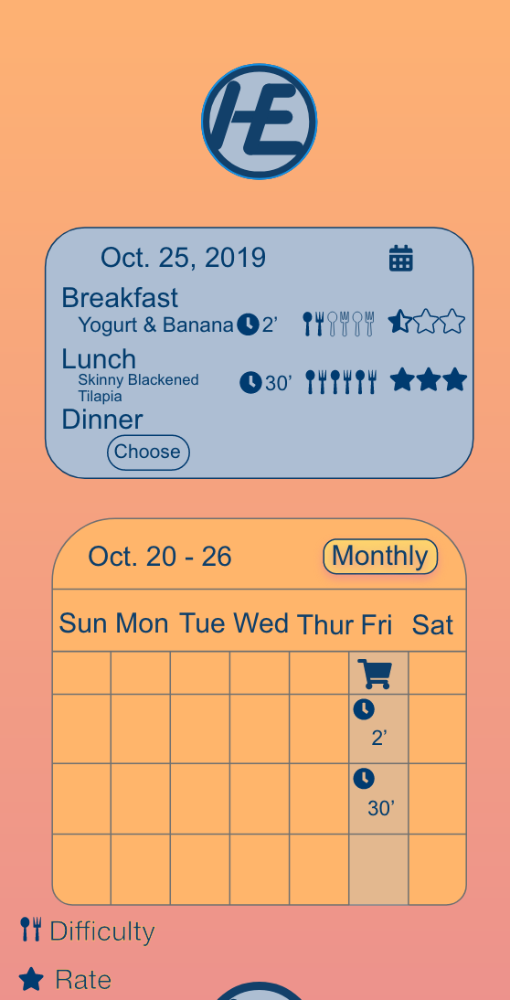 HE
Oct. 25, 2019
Breakfast
Yogurt & Banana 2’
Lunch
Skinny Blackened
Tilapia
30’
Dinner
Choose
Oct. 20 - 26
Monthly
Sun Mon Tue Wed Thur Fri Sat
2’
30’
Difficulty
Rate